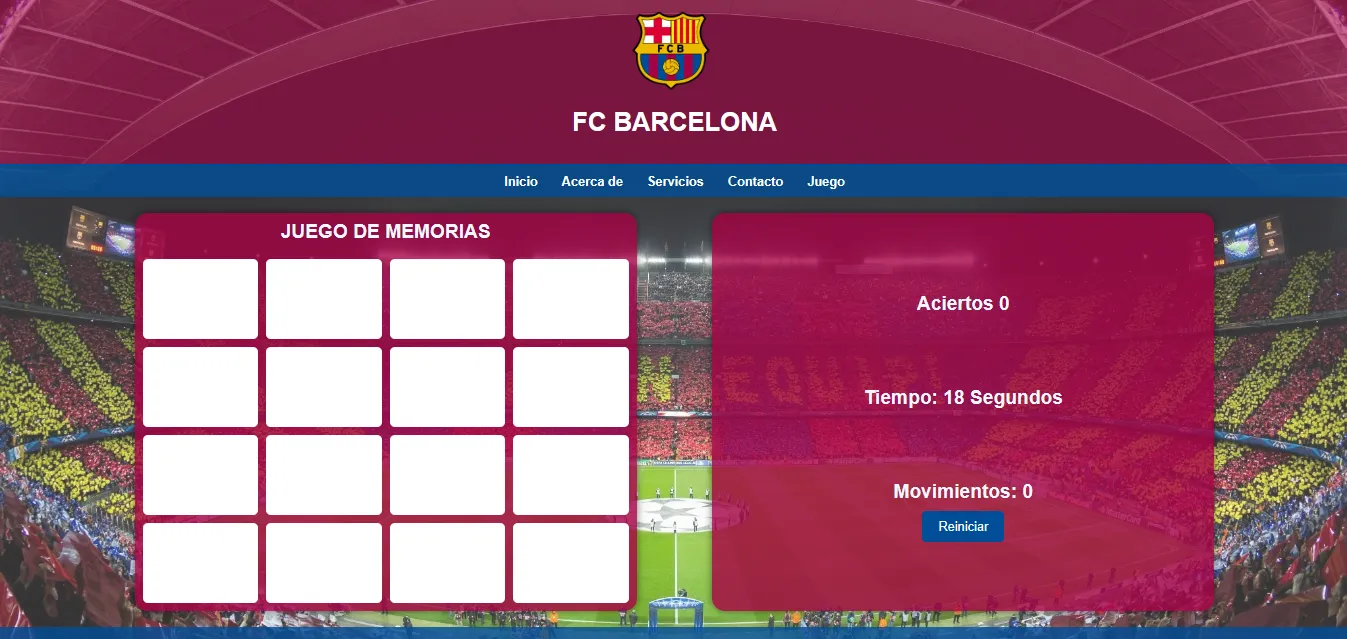 FCB
FC BARCELONA
Inicio Acerca de Servicios Contacto Juego
JUEGO DE MEMORIAS
Aciertos 0
EQUIP
Tiempo: 18 Segundos
Movimientos: 0
Reiniciar